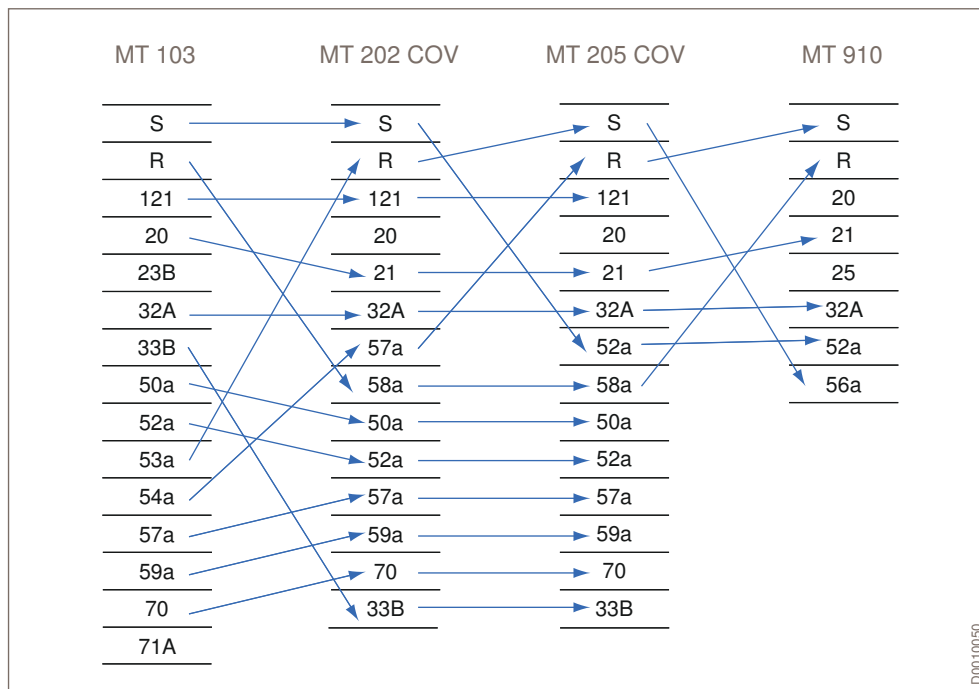 MT 103 MT 202 COV MT 205 COV MT 910
S S S S
R R R R
121 121 121 20
20 20 20 21
23B 21 21 25
32A 32A 32A 32A
33B 57a 52a 52a
50a 58a 58a 56a
52a 50a 50a
53a 52a 52a
54a 57a 57a
57a 59a 59a
59a 70 70
70 33B 33B
71A
D0010050